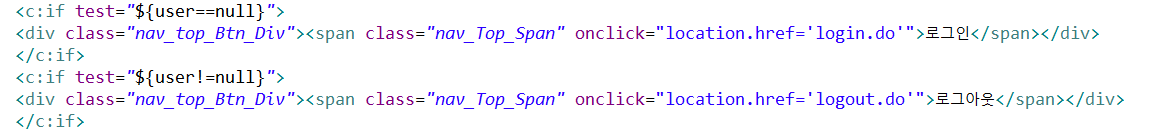 <c:if test="${user==null}">
<div class="nav_top_Btn_Div"><span class="nav_Top_Span" onclick="location.href='login.do'">로그인</span></div>
</c:if>
<c:if test="${user!=null}">
<div class="nav_top_Btn_Div"><span class="nav_Top_Span" onclick="location.href='logout.do'">로그아웃</span></div>
</c:if>